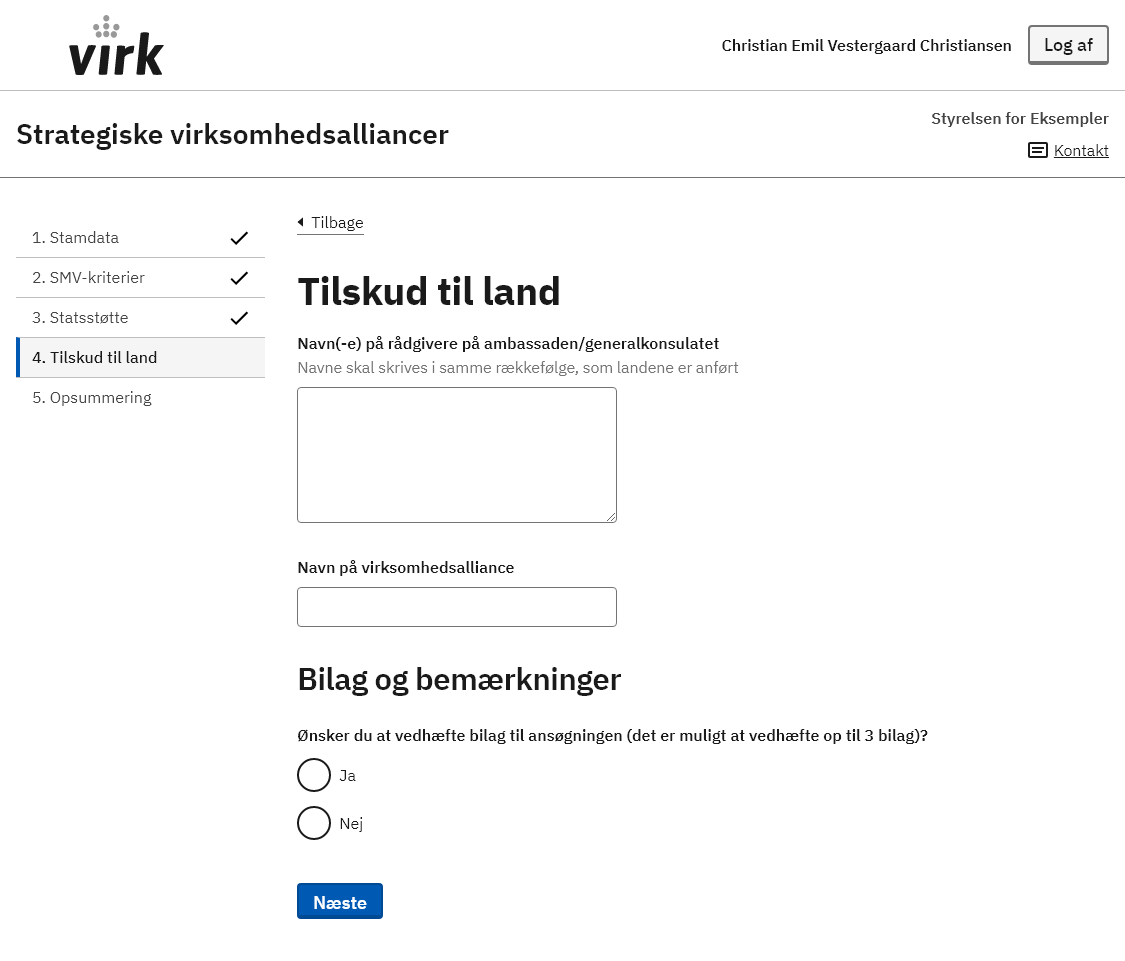 virk
Christian Emil Vestergaard Christiansen
Log af
Strategiske virksomhedsalliancer
Styrelsen for Eksempler
Kontakt
1. Stamdata
2. SMV-kriterier
3. Statsstøtte
4. Tilskud til land
5. Opsummering
Tilbage
Tilskud til land
Navn(-e) på rådgivere på ambassaden/generalkonsulatet
Navne skal skrives i samme rækkefølge, som landene er anført
Navn på virksomhedsalliance
Bilag og bemærkninger
Ønsker du at vedhæfte bilag til ansøgningen (det er muligt at vedhæfte op til 3 bilag)?
Ja
Nej
Næste